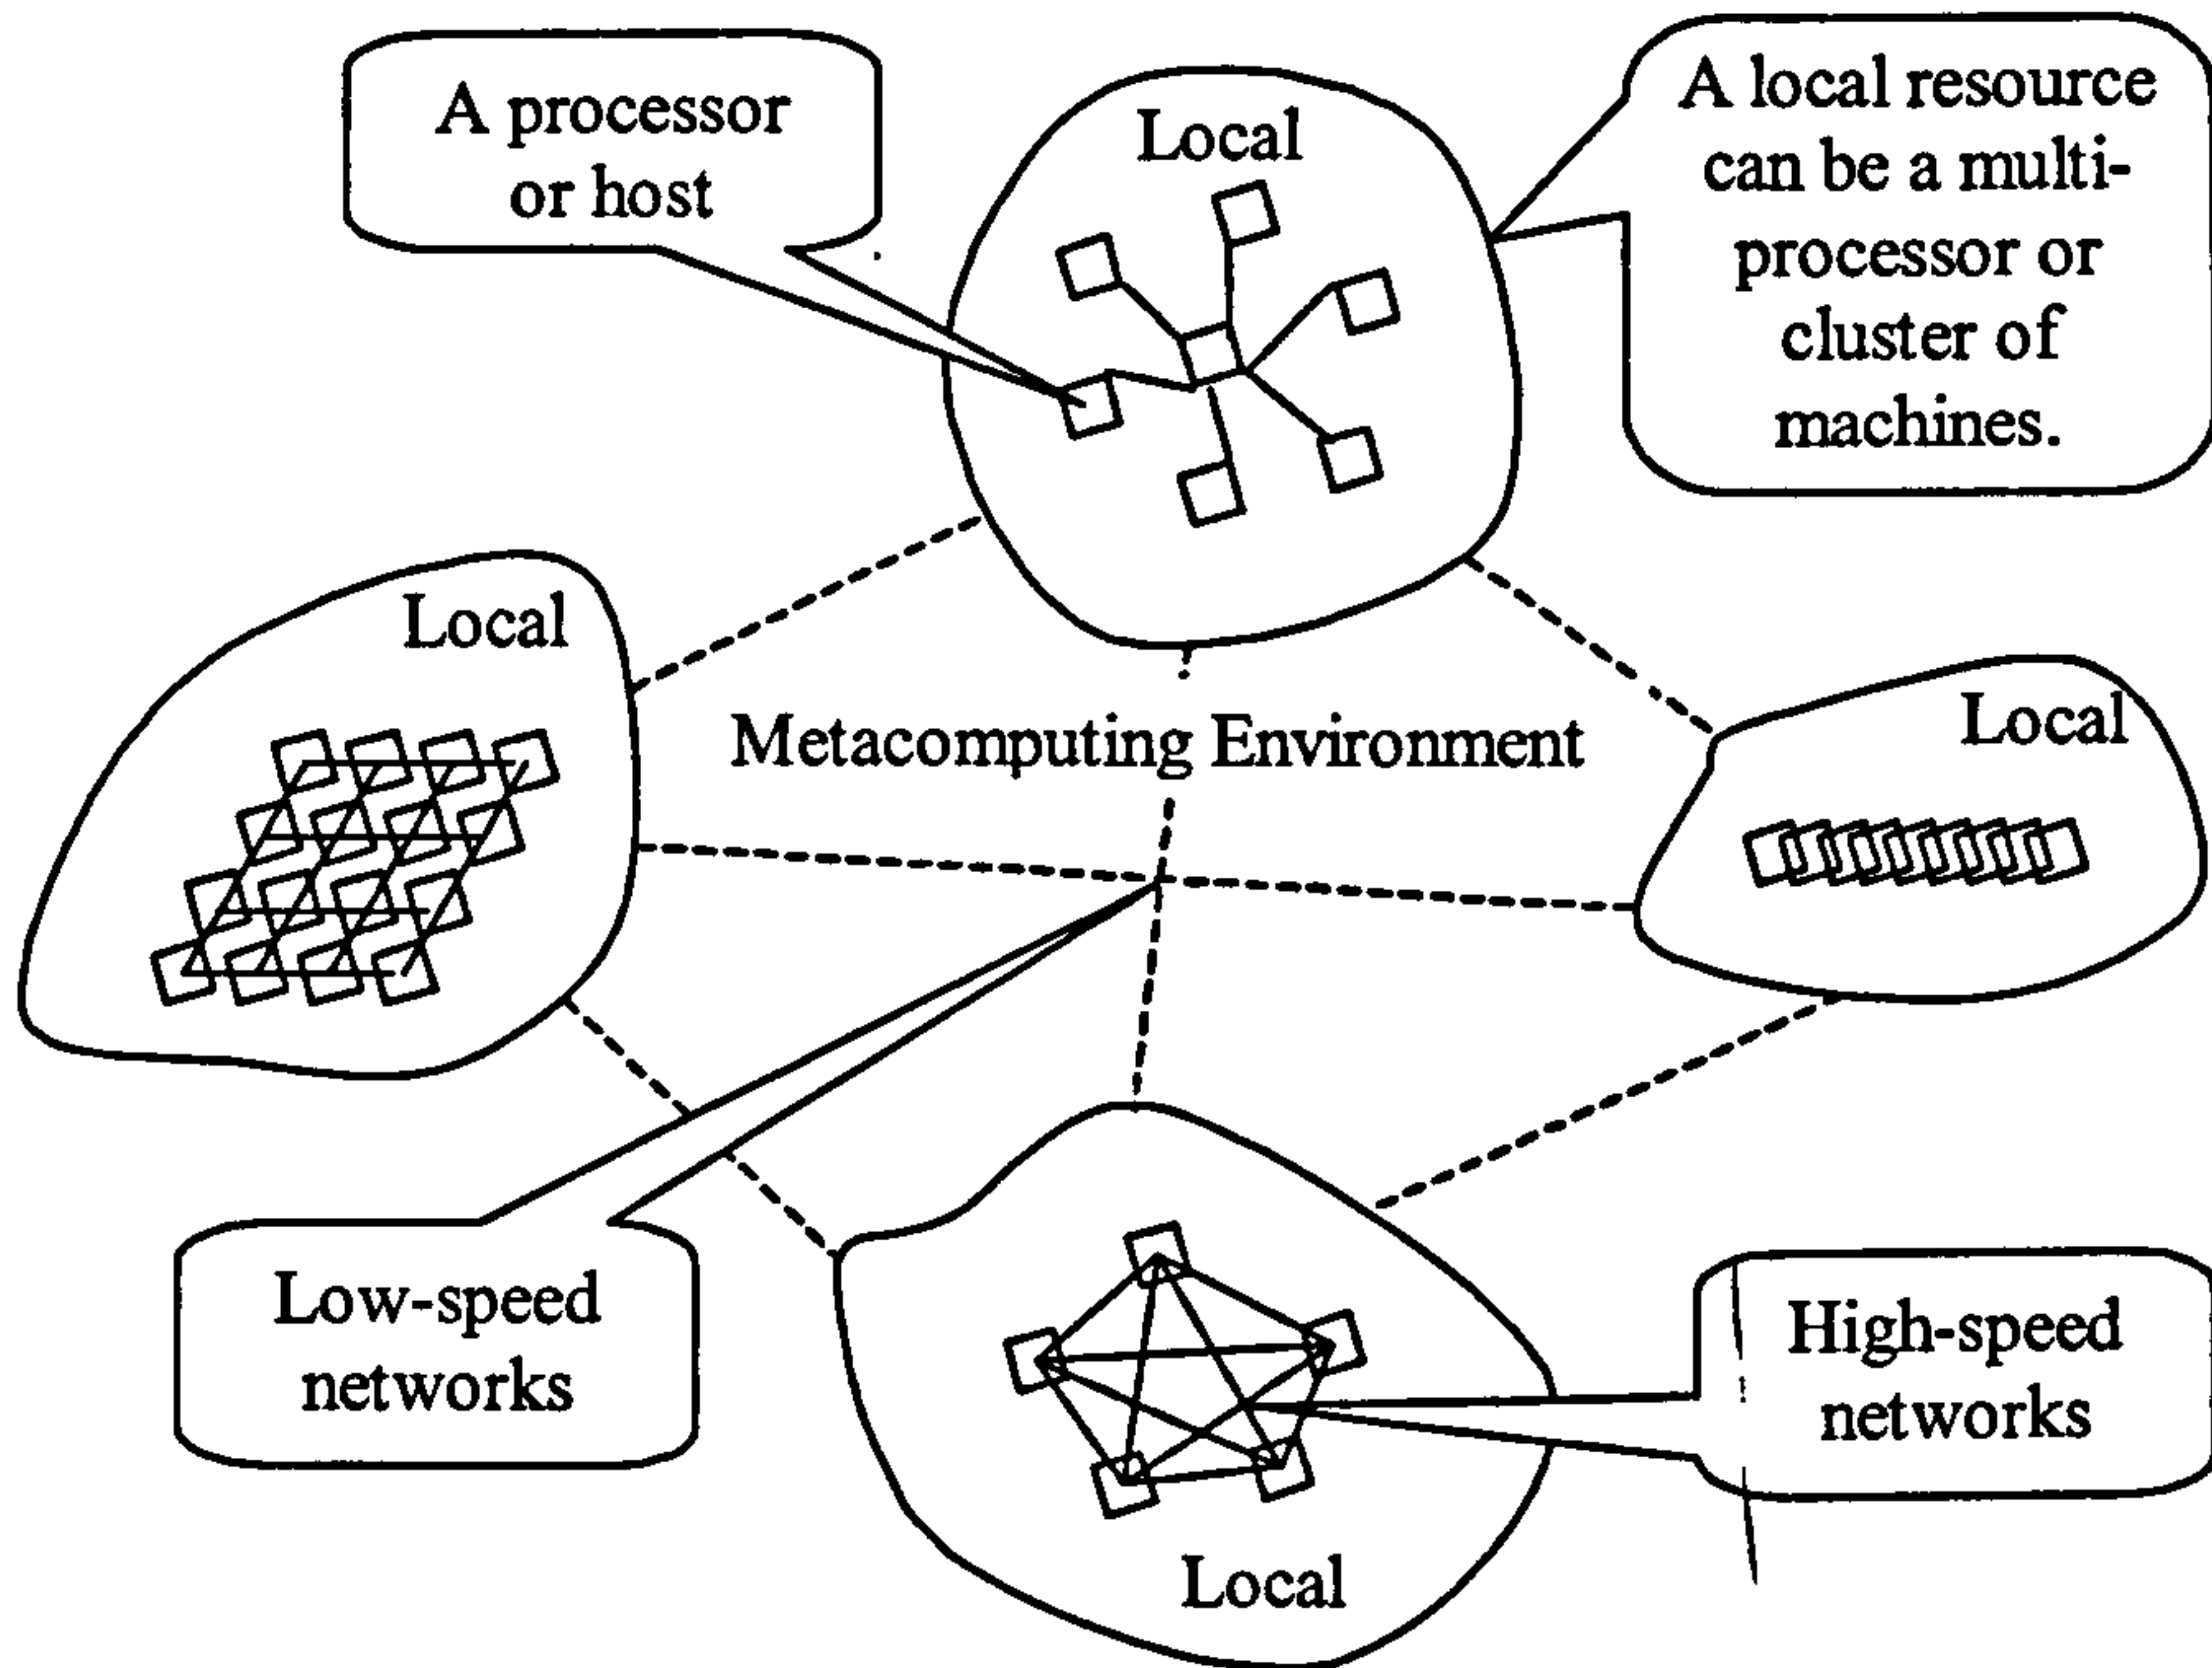 A processor
or host
Local
A local resource
can be a multi-
processor or
cluster of
machines.
Local
Local
Metacomputing Environment
Low-speed
networks
High-speed
networks
Local